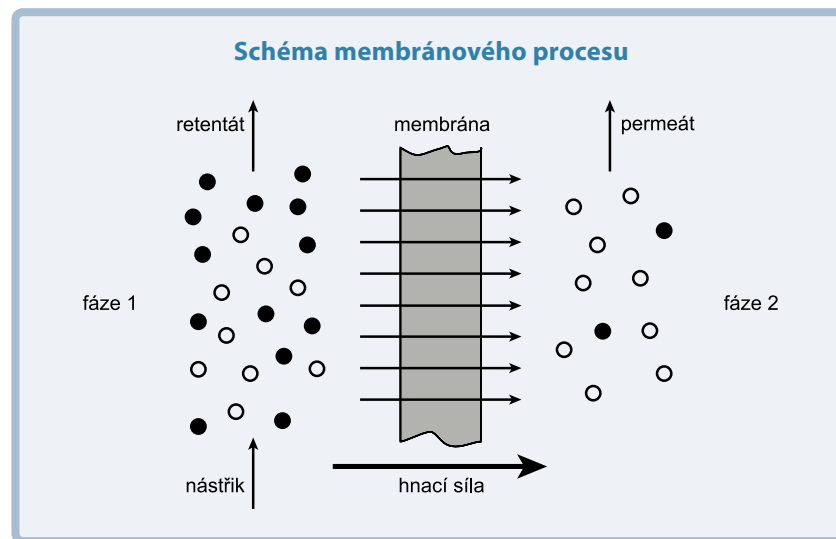 Schéma membránového procesu
retentát
membrána
permeát
fáze 1
fáze 2
nástřik
hnací síla